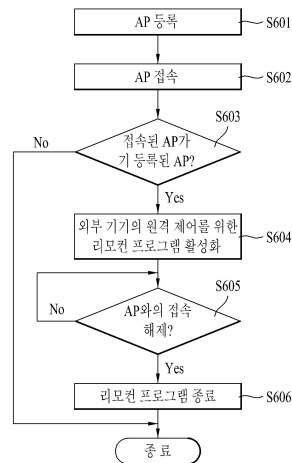 AP 등록
S601
AP 접속
S602
S603
접속된 AP가
기 등록된 AP?
No
Yes
외부 기기의 원격 제어를 위한
리모컨 프로그램 활성화
S604
S605
AP와의 접속
해제?
No
Yes
리모컨 프로그램 종료
S606
종료